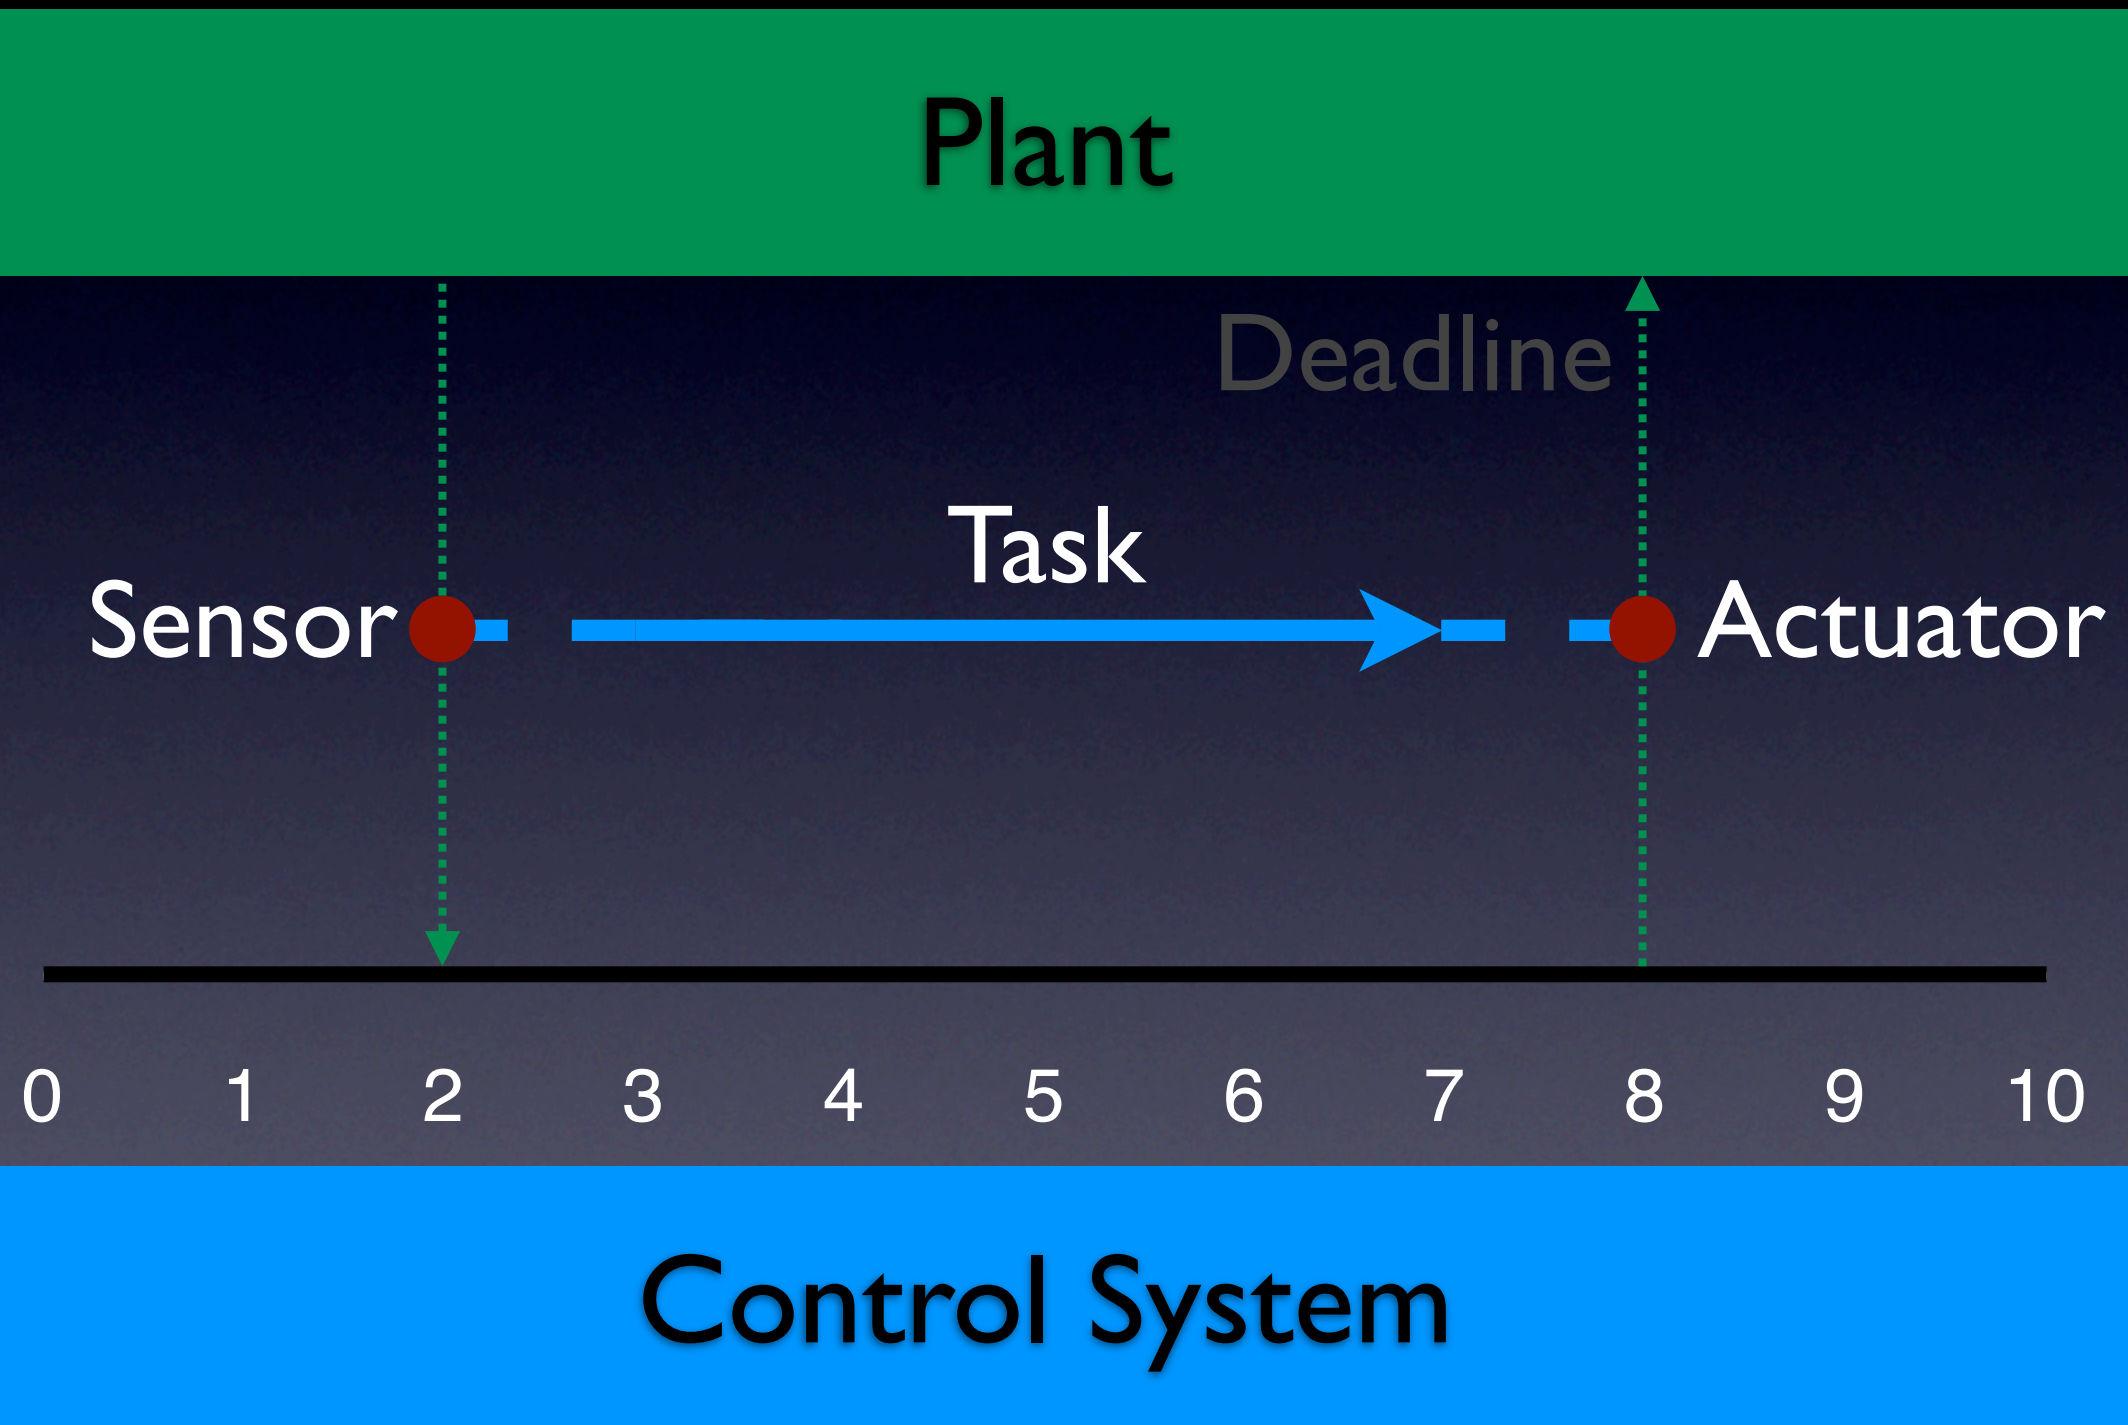 Plant
Deadline
Task
Sensor
Actuator
0 1 2 3 4 5 6 7 8 9 10
Control System